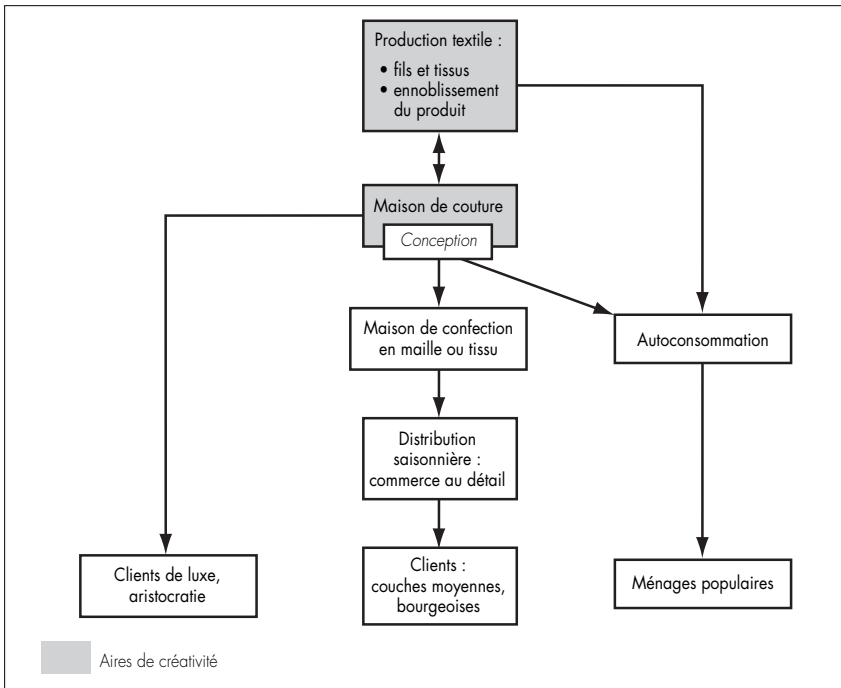 Production textile :
• fils et tissus
• ennoblissement
du produit
Maison de couture
Conception
Maison de confection
en maille ou tissu
Autoconsommation
Distribution
saisonnière :
commerce au détail
Clients de luxe,
aristocratie
Clients :
couches moyennes,
bourgeoises
Ménages populaires
Aires de créativité